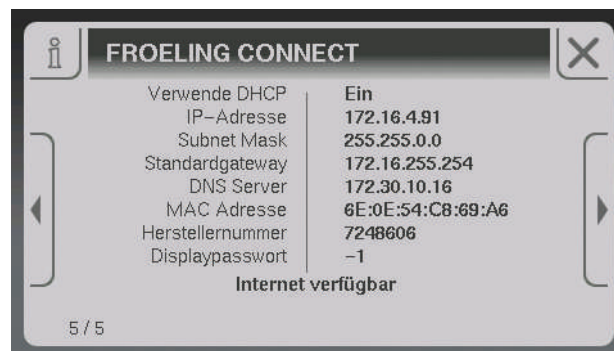 FROELING CONNECT
Verwende DHCP Ein
IP-Adresse 172.16.4.91
Subnet Mask 255.255.0.0
Standardgateway 172.16.255.254
DNS Server 172.30.10.16
MAC Adresse 6E:0E:54:C8:69:A6
Herstellernummer 7248606
Displaypasswort -1
Internet verfügbar
5 / 5